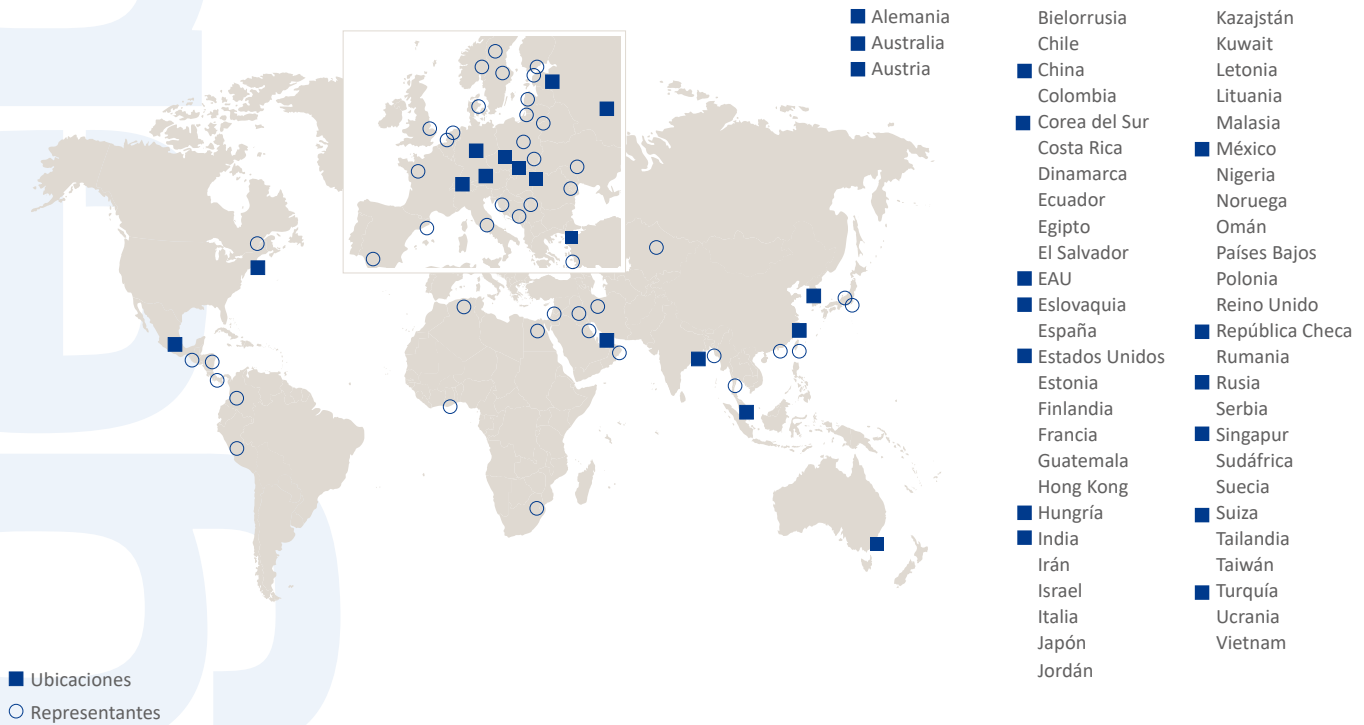 Alemania
Australia
Austria
Bielorrusia
Chile
China
Colombia
Corea del Sur
Costa Rica
Dinamarca
Ecuador
Egipto
El Salvador
EAU
Eslovaquia
España
Estados Unidos
Estonia
Finlandia
Francia
Guatemala
Hong Kong
Hungría
India
Irán
Israel
Italia
Japón
Jordán
Kazajstán
Kuwait
Letonia
Lituania
Malasia
México
Nigeria
Noruega
Omán
Países Bajos
Polonia
Reino Unido
República Checa
Rumania
Rusia
Serbia
Singapur
Sudáfrica
Suecia
Suiza
Tailandia
Taiwán
Turquía
Ucrania
Vietnam
Ubicaciones
Representantes